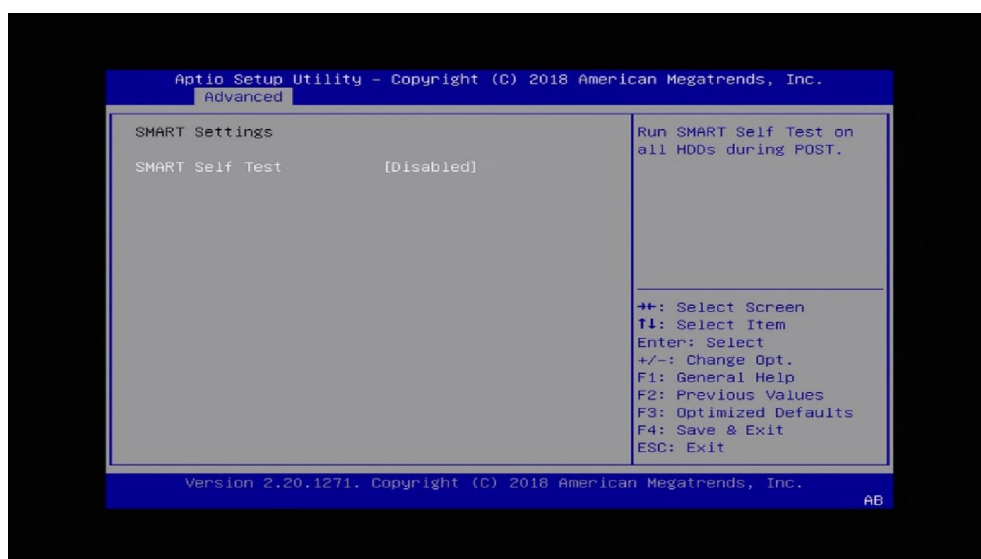 Aptio Setup Utility – Copyright (C) 2018 American Megatrends, Inc.
Advanced
SMART Settings
SMART Self Test [Disabled]
Run SMART Self Test on
all HDDs during POST.
→←: Select Screen
↑↓: Select Item
Enter: Select
+/-: Change Opt.
F1: General Help
F2: Previous Values
F3: Optimized Defaults
F4: Save & Exit
ESC: Exit
Version 2.20.1271. Copyright (C) 2018 American Megatrends, Inc.
AB